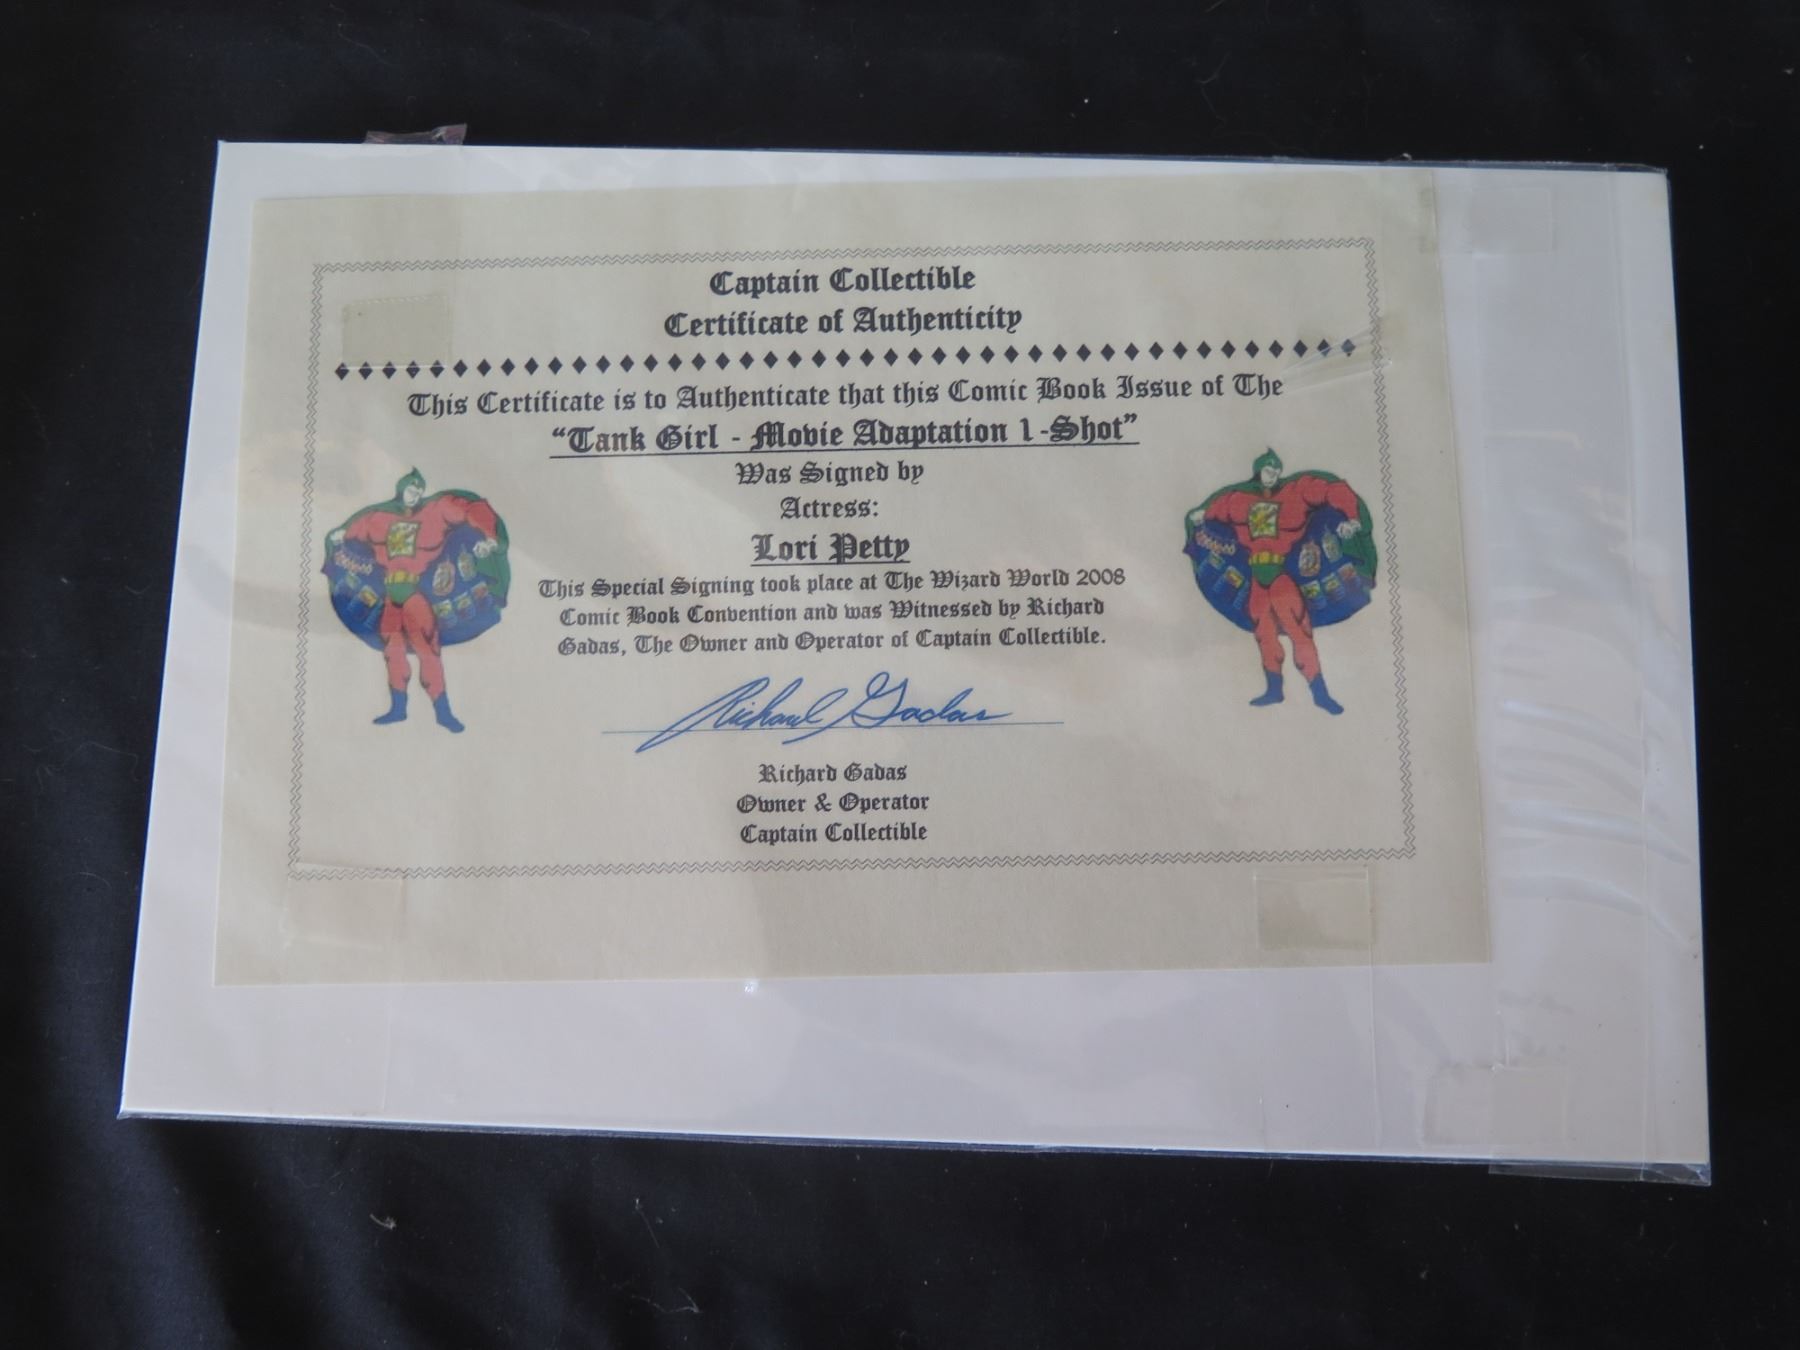 Captain Collectible
Certificate of Authenticity
This Certificate is to Authenticate that this Comic Book Issue of The
“Tank Girl - Movie Adaptation 1-Shot”
Was Signed by
Actress:
Lori Petty
This Special Signing took place at The Wizard World 2008
Comic Book Convention and was Witnessed by Richard
Gadas, The Owner and Operator of Captain Collectible.
Richard Gadas
Richard Gadas
Owner & Operator
Captain Collectible